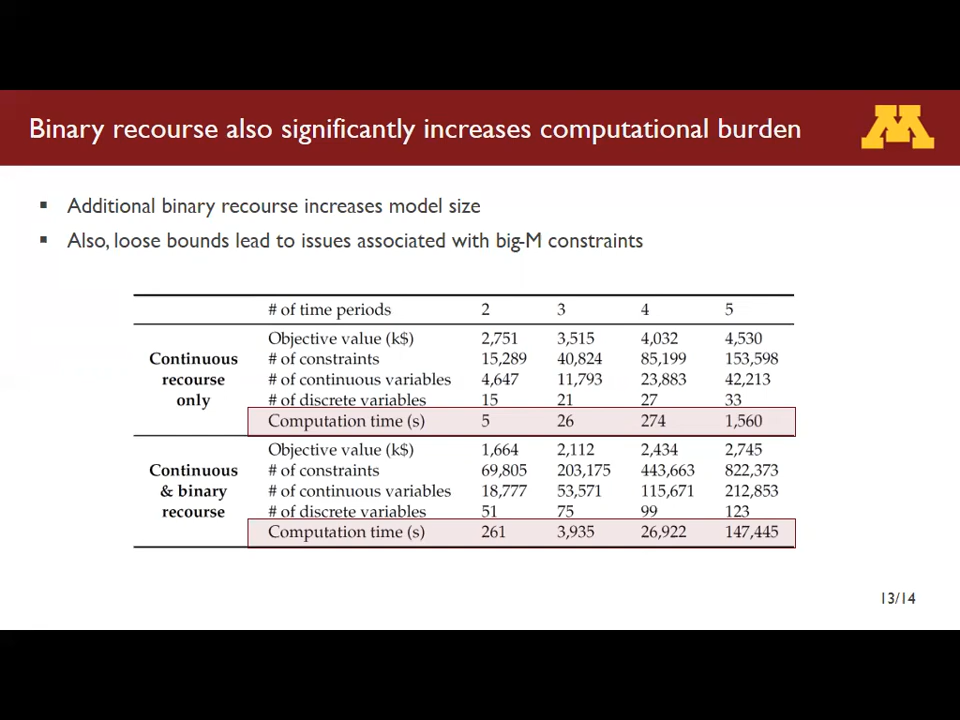 Binary recourse also significantly increases computational burden
M
▪ Additional binary recourse increases model size
▪ Also, loose bounds lead to issues associated with big-M constraints
# of time periods 2 3 4 5
Continuous recourse only
Objective value (k$) 2,751 3,515 4,032 4,530
# of constraints 15,289 40,824 85,199 153,598
# of continuous variables 4,647 11,793 23,883 42,213
# of discrete variables 15 21 27 33
Computation time (s) 5 26 274 1,560
Continuous & binary recourse
Objective value (k$) 1,664 2,112 2,434 2,745
# of constraints 69,805 203,175 443,663 822,373
# of continuous variables 18,777 53,571 115,671 212,853
# of discrete variables 51 75 99 123
Computation time (s) 261 3,935 26,922 147,445
13/14